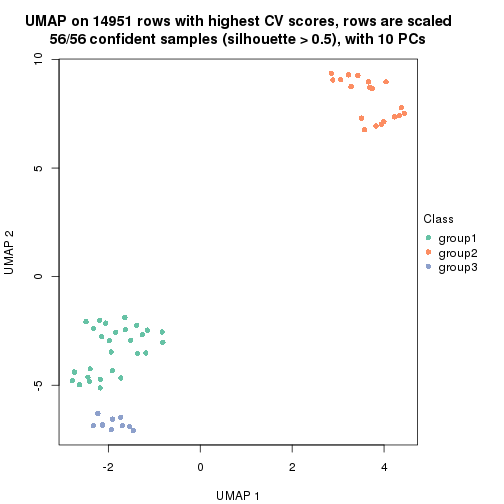 UMAP on 14951 rows with highest CV scores, rows are scaled
56/56 confident samples (silhouette > 0.5), with 10 PCs
10
5
0
-5
UMAP 2
-2
0
2
4
UMAP 1
Class
group1
group2
group3